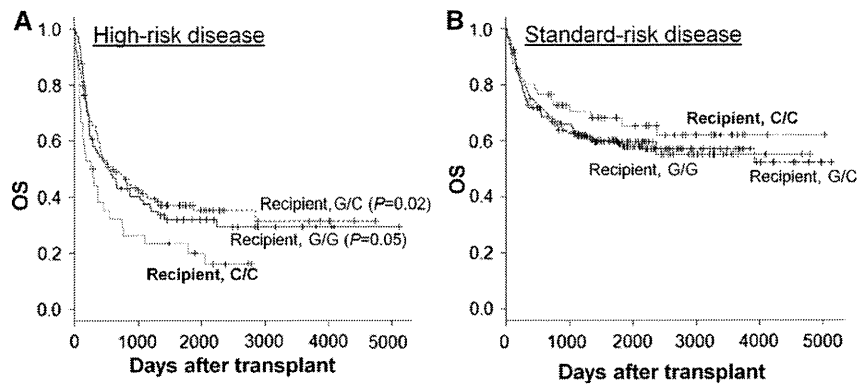 A
High-risk disease
1.0
0.8
0.6
0.4
0.2
0.0
OS
Recipient, G/C (P=0.02)
Recipient, G/G (P=0.05)
Recipient, C/C
0 1000 2000 3000 4000 5000
Days after transplant
B
Standard-risk disease
1.0
0.8
0.6
0.4
0.2
0.0
OS
Recipient, C/C
Recipient, G/G
Recipient, G/C
0 1000 2000 3000 4000 5000
Days after transplant